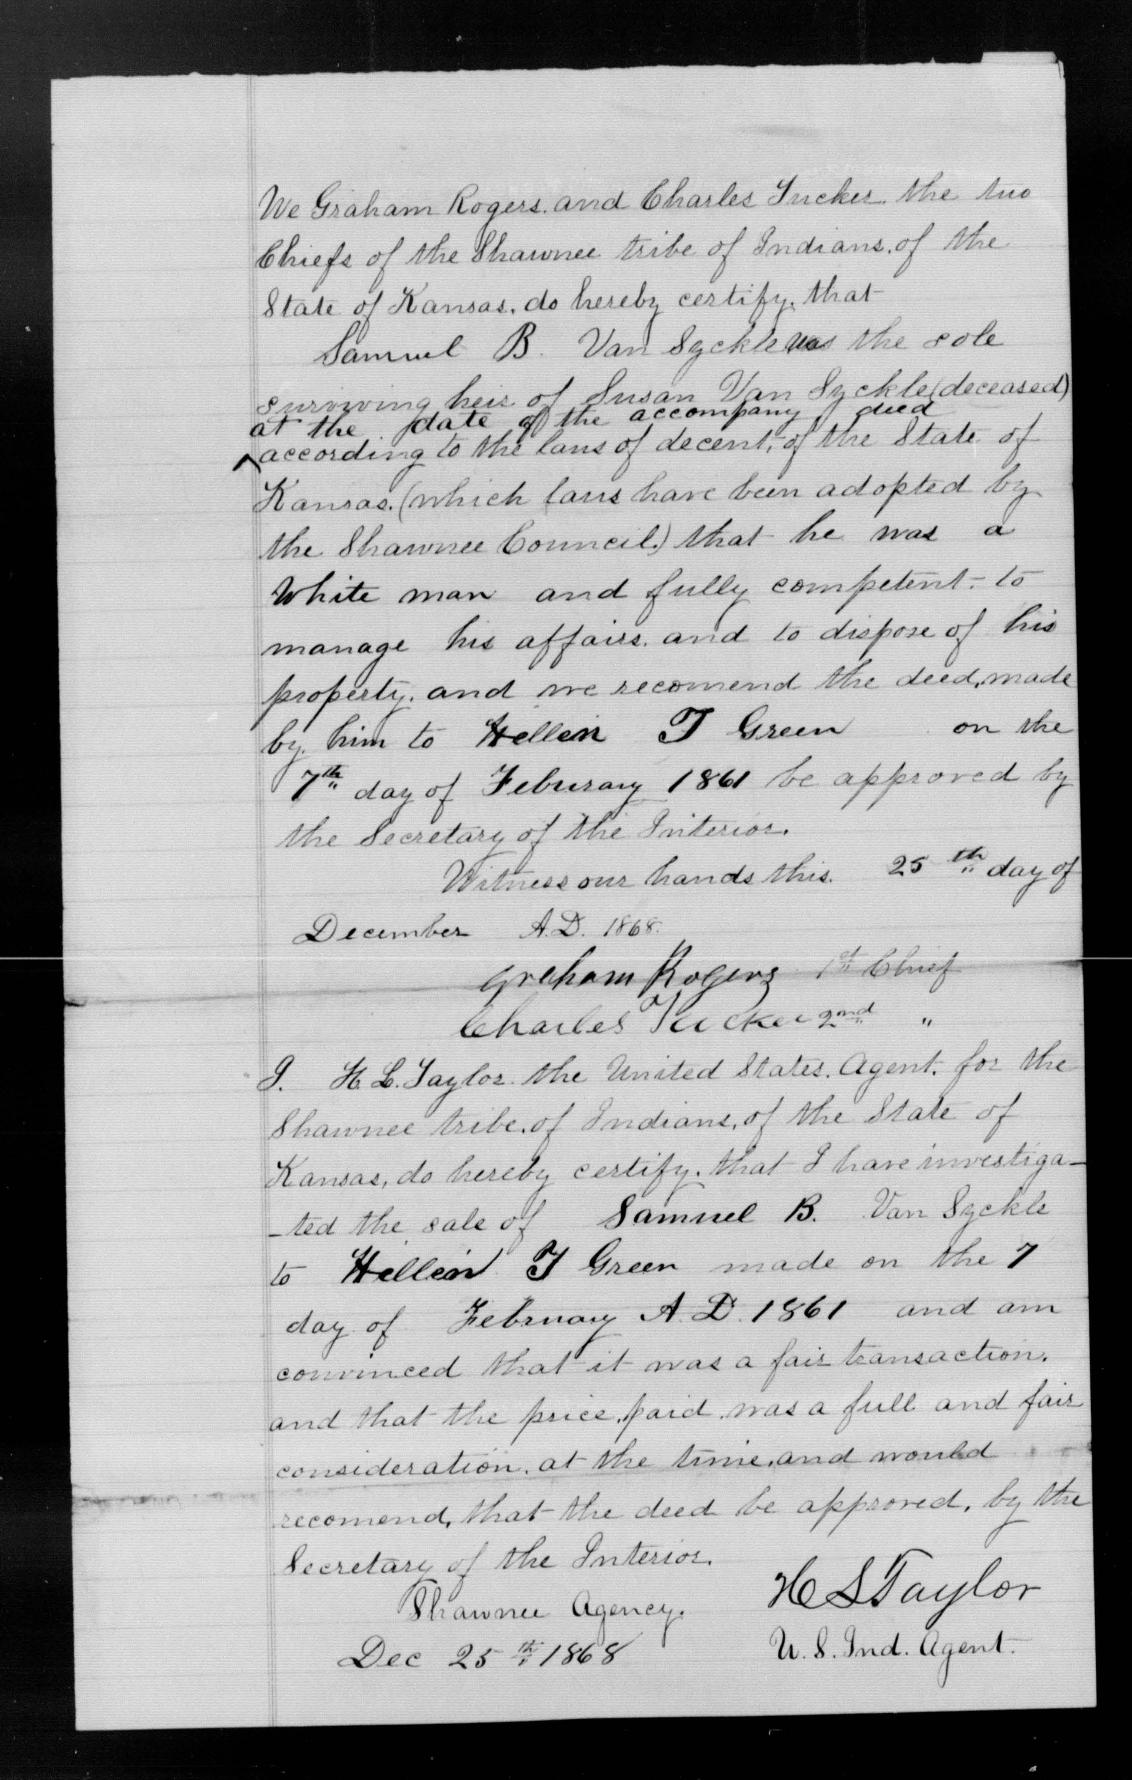 We Graham Rogers. and Charles Tucker. the two
Chiefs of the Shawnee tribe of Indians. of the
State of Kansas. do hereby certify. that
Samuel B. Van Syckle was the sole
surviving heir of Susan Van Syckle (deceased)
at the date of the accompany deed
according to the laws of decent, of the State of
Kansas. (which laws have been adopted by
the Shawnee Council.) that he was a
White man and fully competent to
manage his affairs. and to dispose of his
property. and we recomend the deed, made
by him to Hellen T Green on the
7th day of Feburary 1861 be approved by
the Secretary of the Interior.
Witness our hands this. 25th day of
December A.D. 1868.
Graham Rogers 1st Chief
Charles Tucker 2nd "
I. H. L. Taylor. the United States. Agent. for the
Shawnee tribe. of Indians, of the State of
Kansas, do hereby certify. that I have investiga-
-ted the sale of Samuel B. Van Syckle
to Hellen T Green made on the 7
day of February A.D. 1861 and am
convinced that it was a fair transaction.
and that the price, paid was a full and fair
consideration. at the time, and would
recomend, that the deed be approved, by the
Secretary of the Interior.
Shawnee Agency.
H L Taylor
Dec 25th 1868
U. S. Ind. Agent.